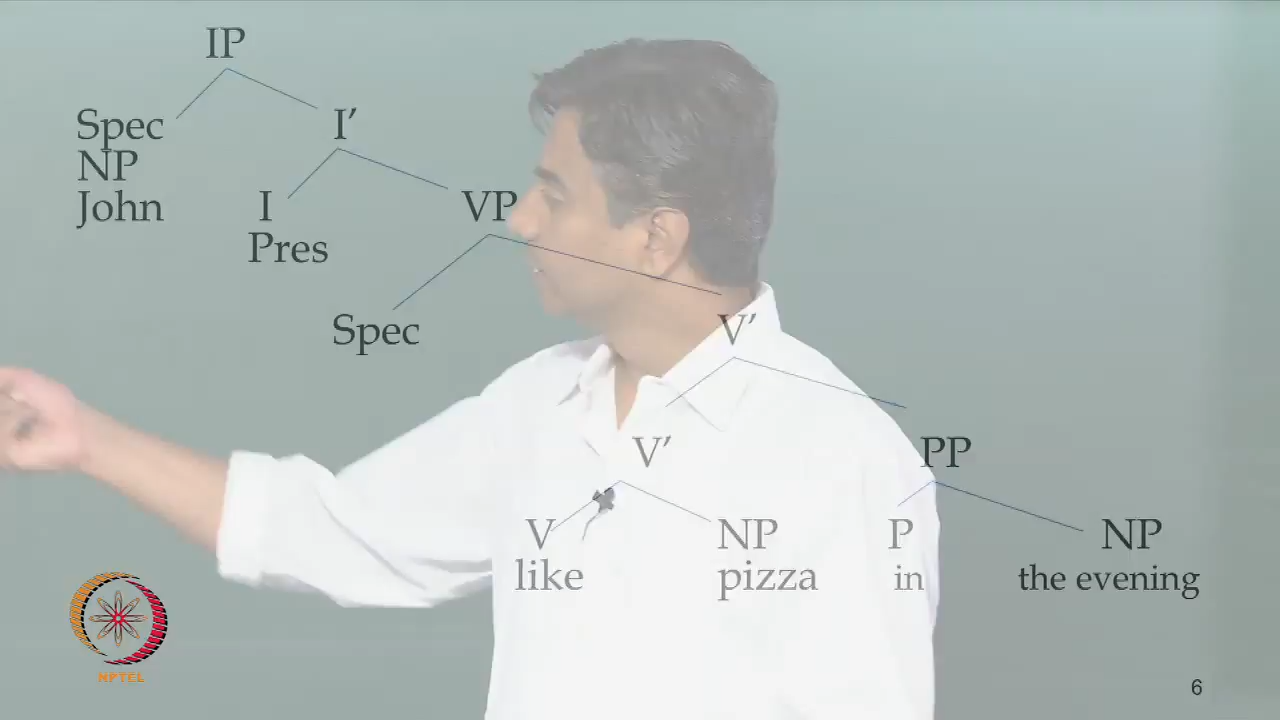 IP
Spec I’
NP
John I VP
Pres
Spec V’
V’ PP
V NP P NP
like pizza in the evening
NPTEL
6